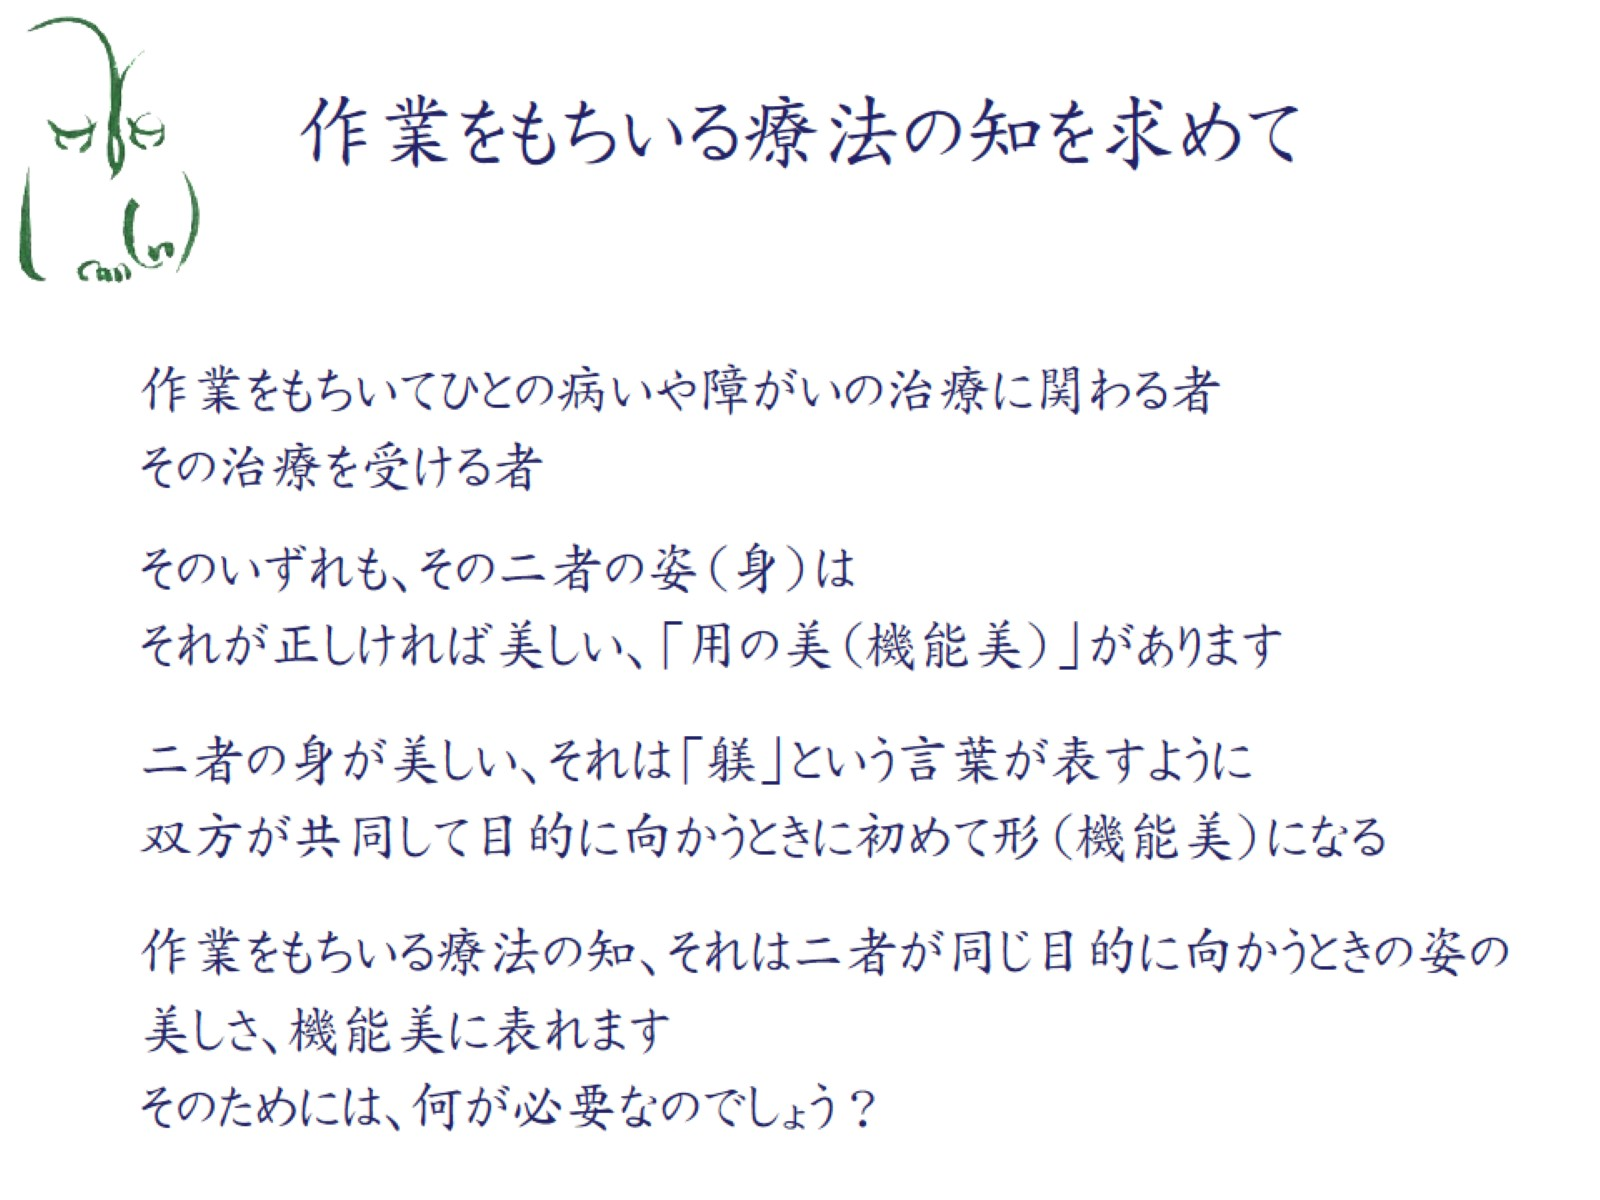 作業をもちいる療法の知を求めて
作業をもちいてひとの病いや障がいの治療に関わる者
その治療を受ける者
そのいずれも、その二者の姿（身）は
それが正しければ美しい、「用の美（機能美）」があります
二者の身が美しい、それは「躾」という言葉が表すように
双方が共同して目的に向かうときに初めて形（機能美）になる
作業をもちいる療法の知、それは二者が同じ目的に向かうときの姿の
美しさ、機能美に表れます
そのためには、何が必要なのでしょう？